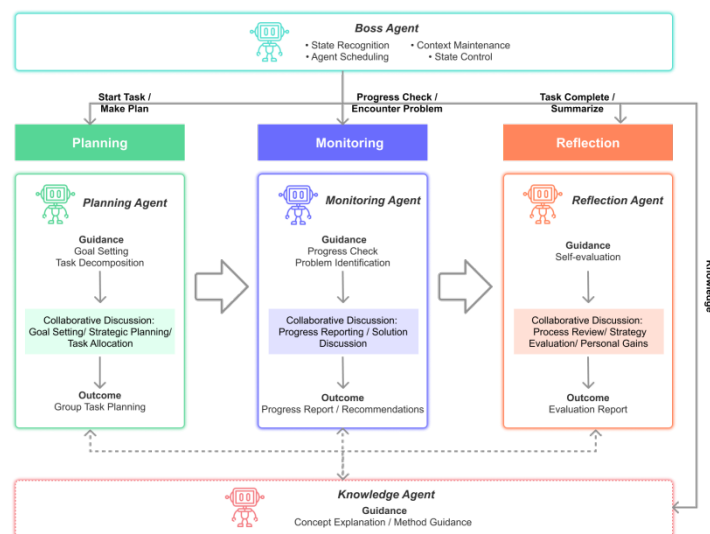 Boss Agent
• State Recognition • Context Maintenance
• Agent Scheduling • State Control
Start Task /
Make Plan
Progress Check /
Encounter Problem
Task Complete /
Summarize
Planning
Monitoring
Reflection
Planning Agent
Guidance
Goal Setting
Task Decomposition
Collaborative Discussion:
Goal Setting/ Strategic Planning/
Task Allocation
Outcome
Group Task Planning
Monitoring Agent
Guidance
Progress Check
Problem Identification
Collaborative Discussion:
Progress Reporting / Solution
Discussion
Outcome
Progress Report / Recommendations
Reflection Agent
Guidance
Self-evaluation
Collaborative Discussion:
Process Review/ Strategy
Evaluation/ Personal Gains
Outcome
Evaluation Report
Knowledge
Knowledge Agent
Guidance
Concept Explanation / Method Guidance